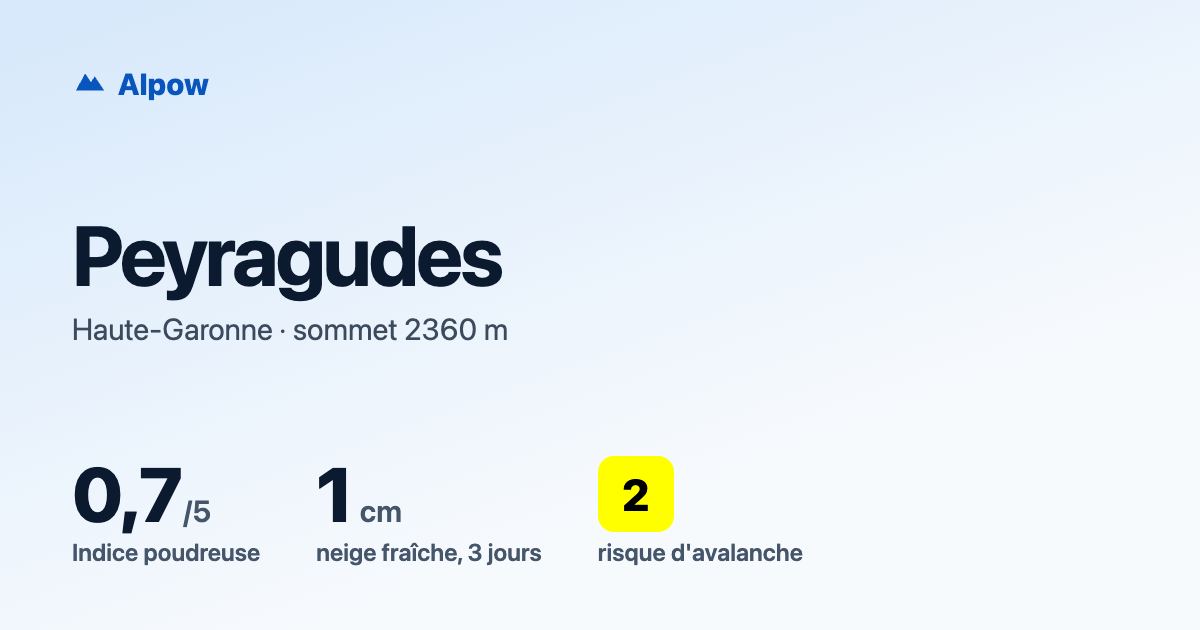 Alpow
Peyragudes
Haute-Garonne · sommet 2360 m
0,7/5
Indice poudreuse
1 cm
neige fraîche, 3 jours
2
risque d'avalanche